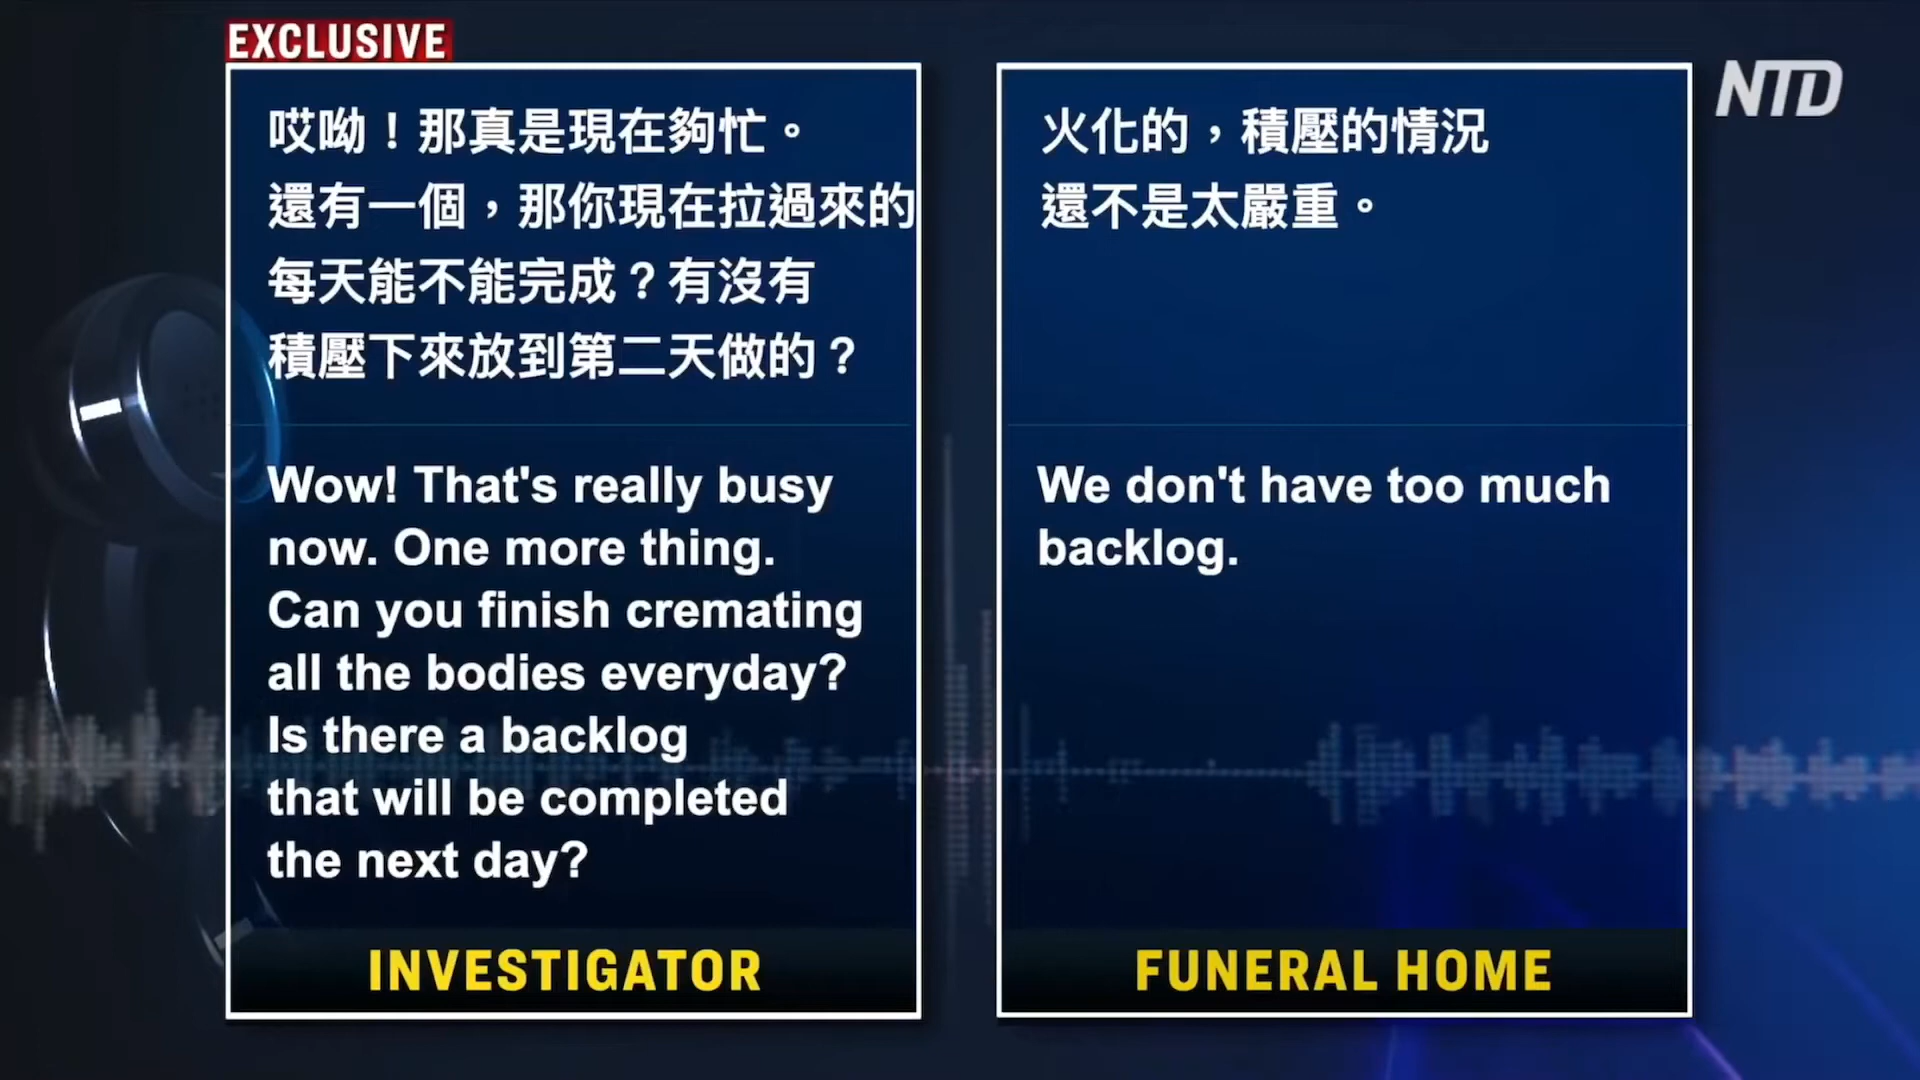 EXCLUSIVE
NTD
哎呦！那真是現在夠忙。
還有一個，那你現在拉過來的
每天能不能完成？有沒有
積壓下來放到第二天做的？
Wow! That's really busy
now. One more thing.
Can you finish cremating
all the bodies everyday?
Is there a backlog
that will be completed
the next day?
INVESTIGATOR
火化的，積壓的情況
還不是太嚴重。
We don't have too much
backlog.
FUNERAL HOME